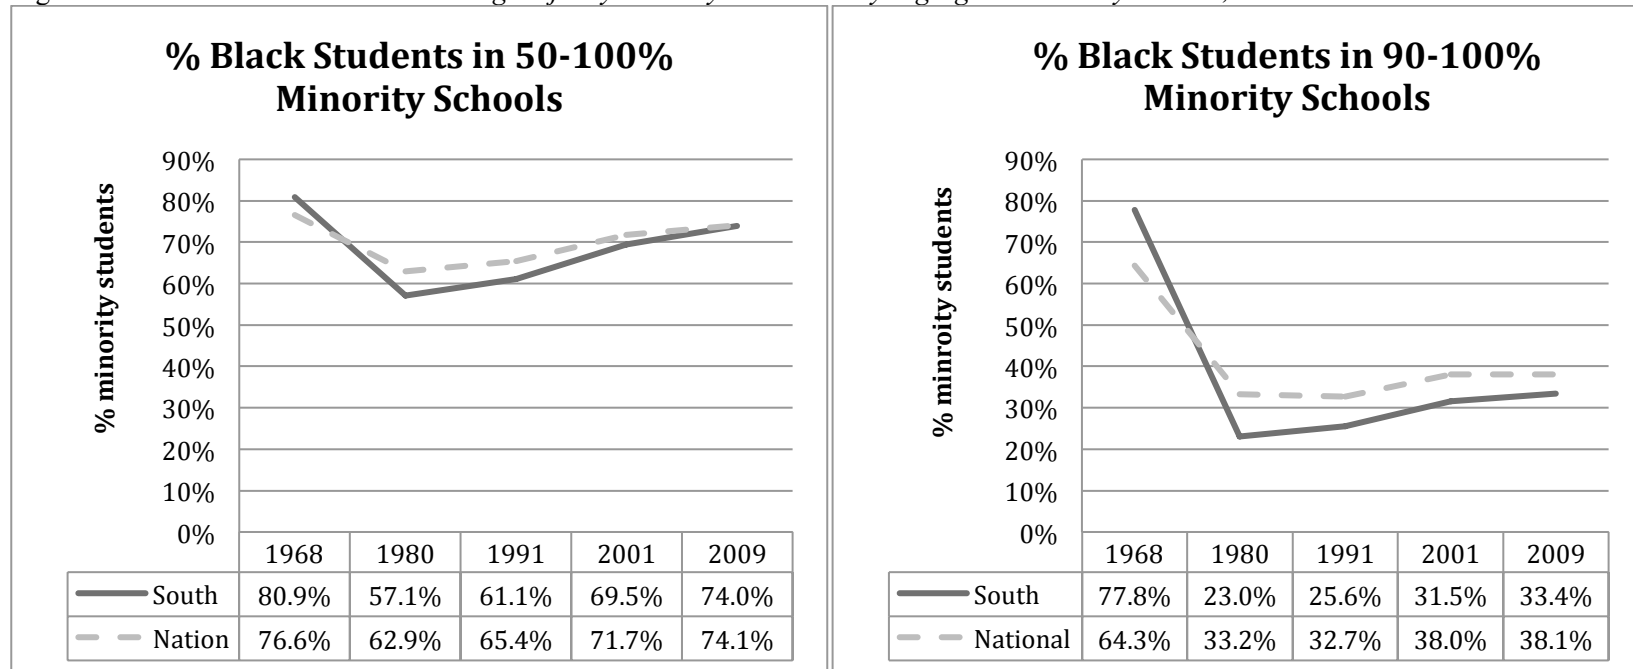 % Black Students in 50-100%
Minority Schools
% minority students
90%
80%
70%
60%
50%
40%
30%
20%
10%
0%
1968 1980 1991 2001 2009
South 80.9% 57.1% 61.1% 69.5% 74.0%
Nation 76.6% 62.9% 65.4% 71.7% 74.1%
% Black Students in 90-100%
Minority Schools
% minroity students
90%
80%
70%
60%
50%
40%
30%
20%
10%
0%
1968 1980 1991 2001 2009
South 77.8% 23.0% 25.6% 31.5% 33.4%
National 64.3% 33.2% 32.7% 38.0% 38.1%